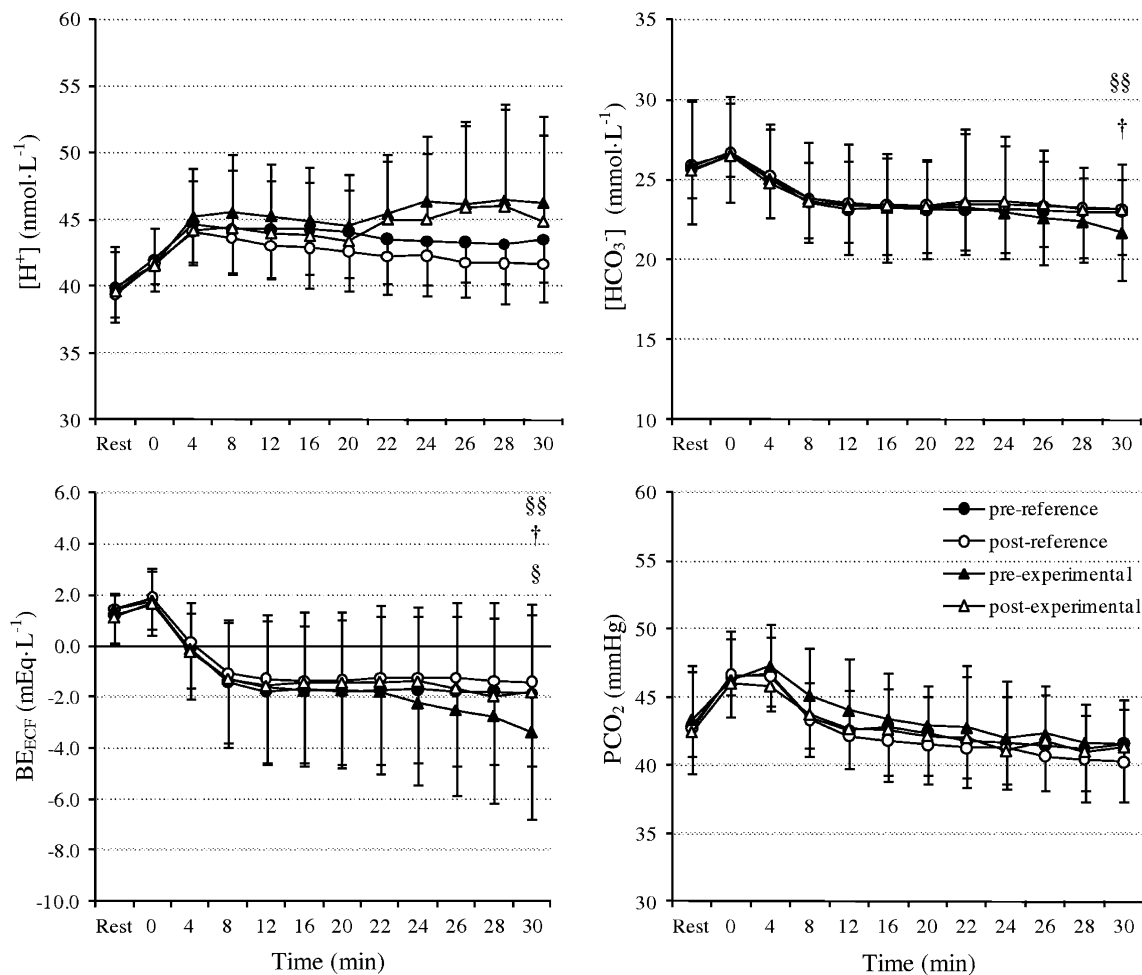 60
55
50
45
40
35
30
[H⁺] (nmol·L⁻¹)
Rest 0 4 8 12 16 20 22 24 26 28 30
35
30
25
20
15
10
[HCO₃⁻] (mmol·L⁻¹)
§§
†
Rest 0 4 8 12 16 20 22 24 26 28 30
6.0
4.0
2.0
0.0
-2.0
-4.0
-6.0
-8.0
-10.0
BE_ECF (mEq·L⁻¹)
§§
†
§
Rest 0 4 8 12 16 20 22 24 26 28 30
Time (min)
60
55
50
45
40
35
30
PCO₂ (mmHg)
pre-reference
post-reference
pre-experimental
post-experimental
Rest 0 4 8 12 16 20 22 24 26 28 30
Time (min)